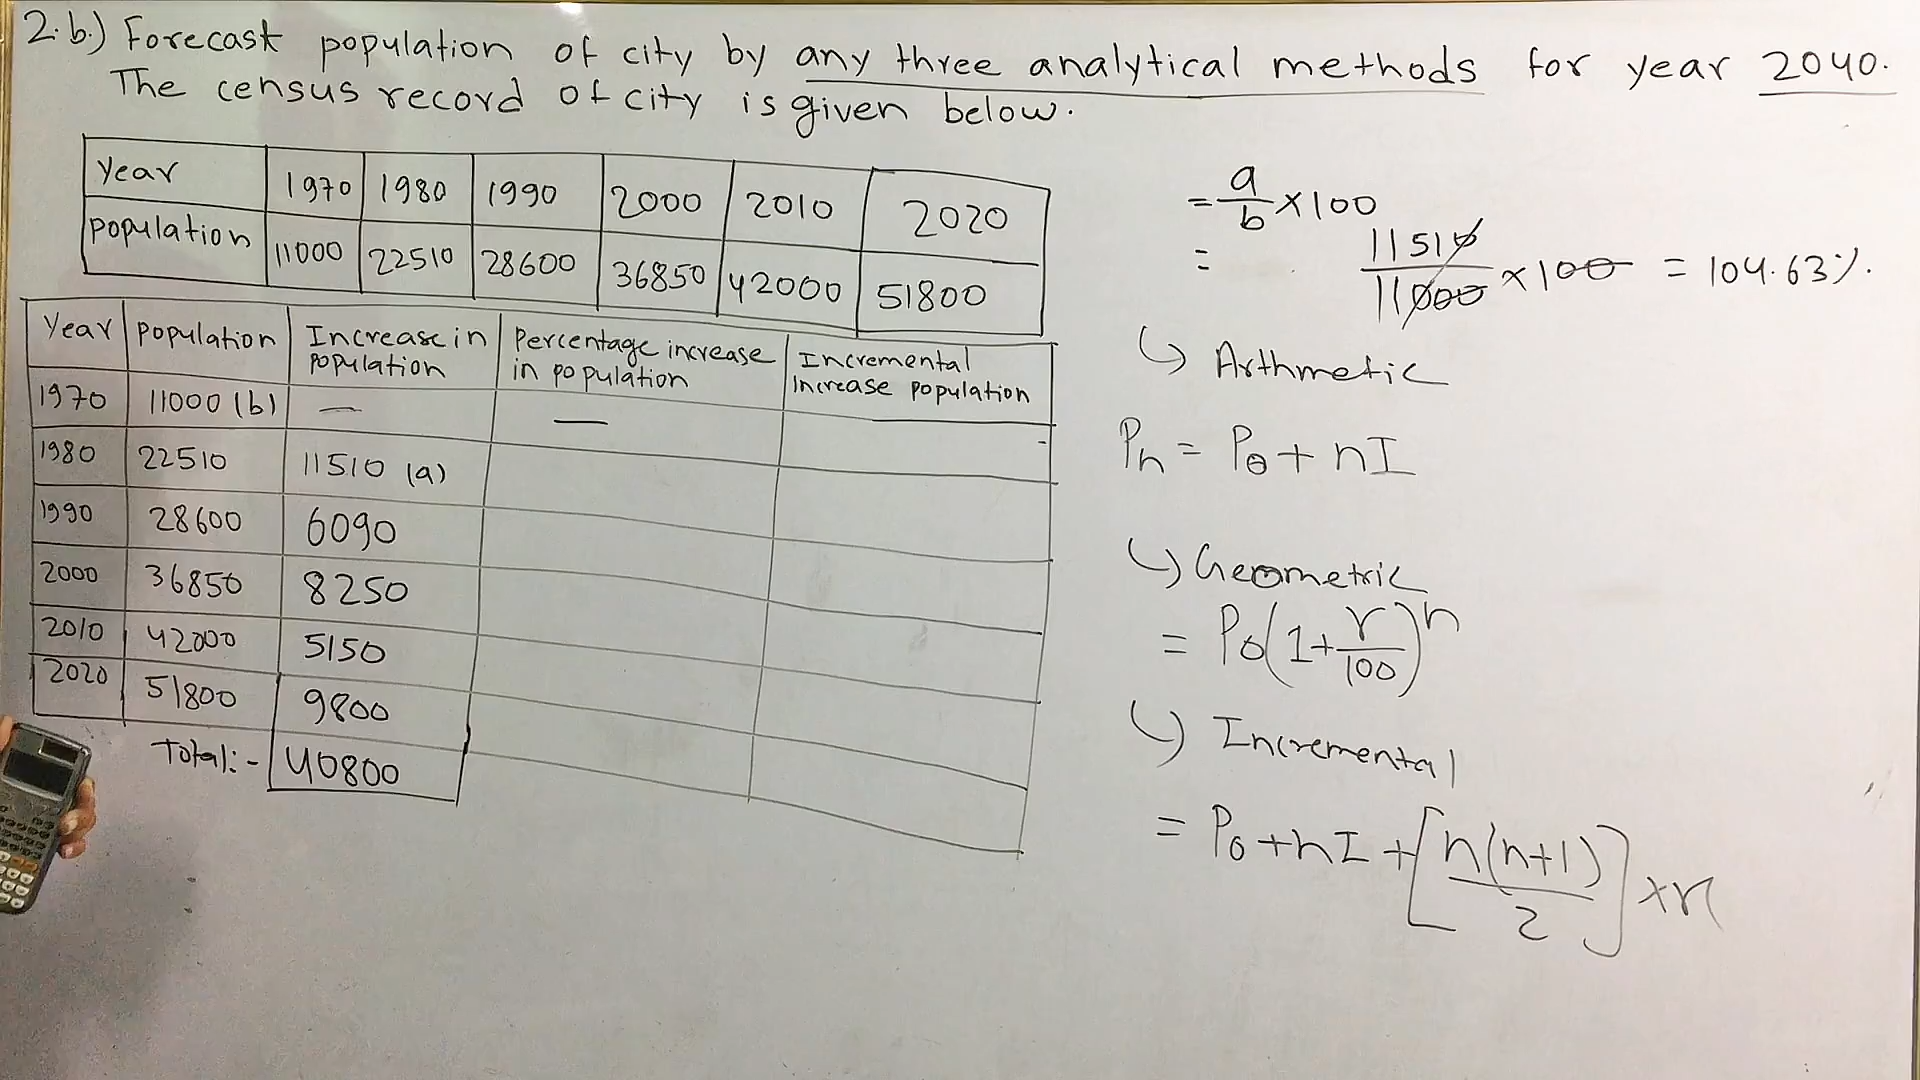 2.b.) Forecast population of city by any three analytical methods for year 2040.
The census record of city is given below.
year 1970 1980 1990 2000 2010 2020
population 11000 22510 28600 36850 42000 51800
Year population Increase in population Percentage increase in population Incremental Increase population
1970 11000 (b) — —
1980 22510 11510 (a)
1990 28600 6090
2000 36850 8250
2010 42000 5150
2020 51800 9800
Total:- 40800
= a/b × 100
= 11510/11000 × 100 = 104.63%.
↳ Arthmetic
Pn = P0 + nI
↳ Geometric
= P0(1 + r/100)^n
↳ Incremental
= P0 + nI + [n(n+1)/2] × r